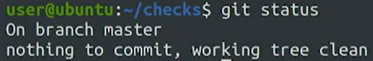 user@ubuntu:~/checks$ git status
On branch master
nothing to commit, working tree clean